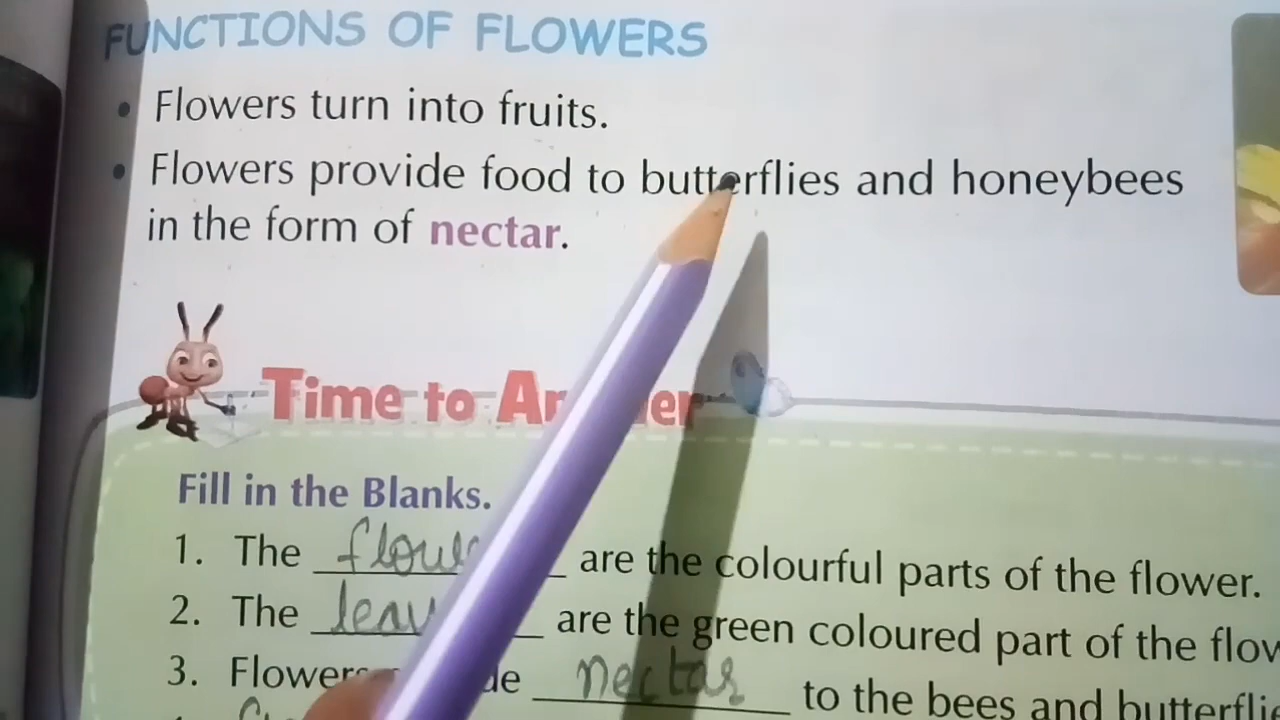 FUNCTIONS OF FLOWERS
• Flowers turn into fruits.
• Flowers provide food to butterflies and honeybees
in the form of nectar.
Time to
Fill in the Blanks.
1. The are the colourful parts of the flower.
2. The are the green coloured part of the
3. nectar to the bees and